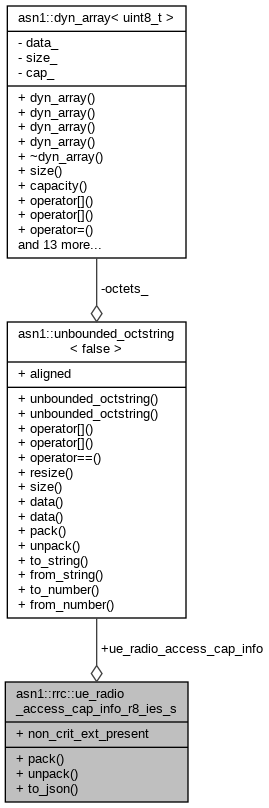 asn1::dyn_array< uint8_t >
- data_
- size_
- cap_
+ dyn_array()
+ dyn_array()
+ dyn_array()
+ dyn_array()
+ ~dyn_array()
+ size()
+ capacity()
+ operator[]()
+ operator[]()
+ operator=()
and 13 more...
-octets_
asn1::unbounded_octstring
< false >
+ aligned
+ unbounded_octstring()
+ unbounded_octstring()
+ operator[]()
+ operator[]()
+ operator==()
+ resize()
+ size()
+ data()
+ data()
+ pack()
+ unpack()
+ to_string()
+ from_string()
+ to_number()
+ from_number()
+ue_radio_access_cap_info
asn1::rrc::ue_radio
_access_cap_info_r8_ies_s
+ non_crit_ext_present
+ pack()
+ unpack()
+ to_json()